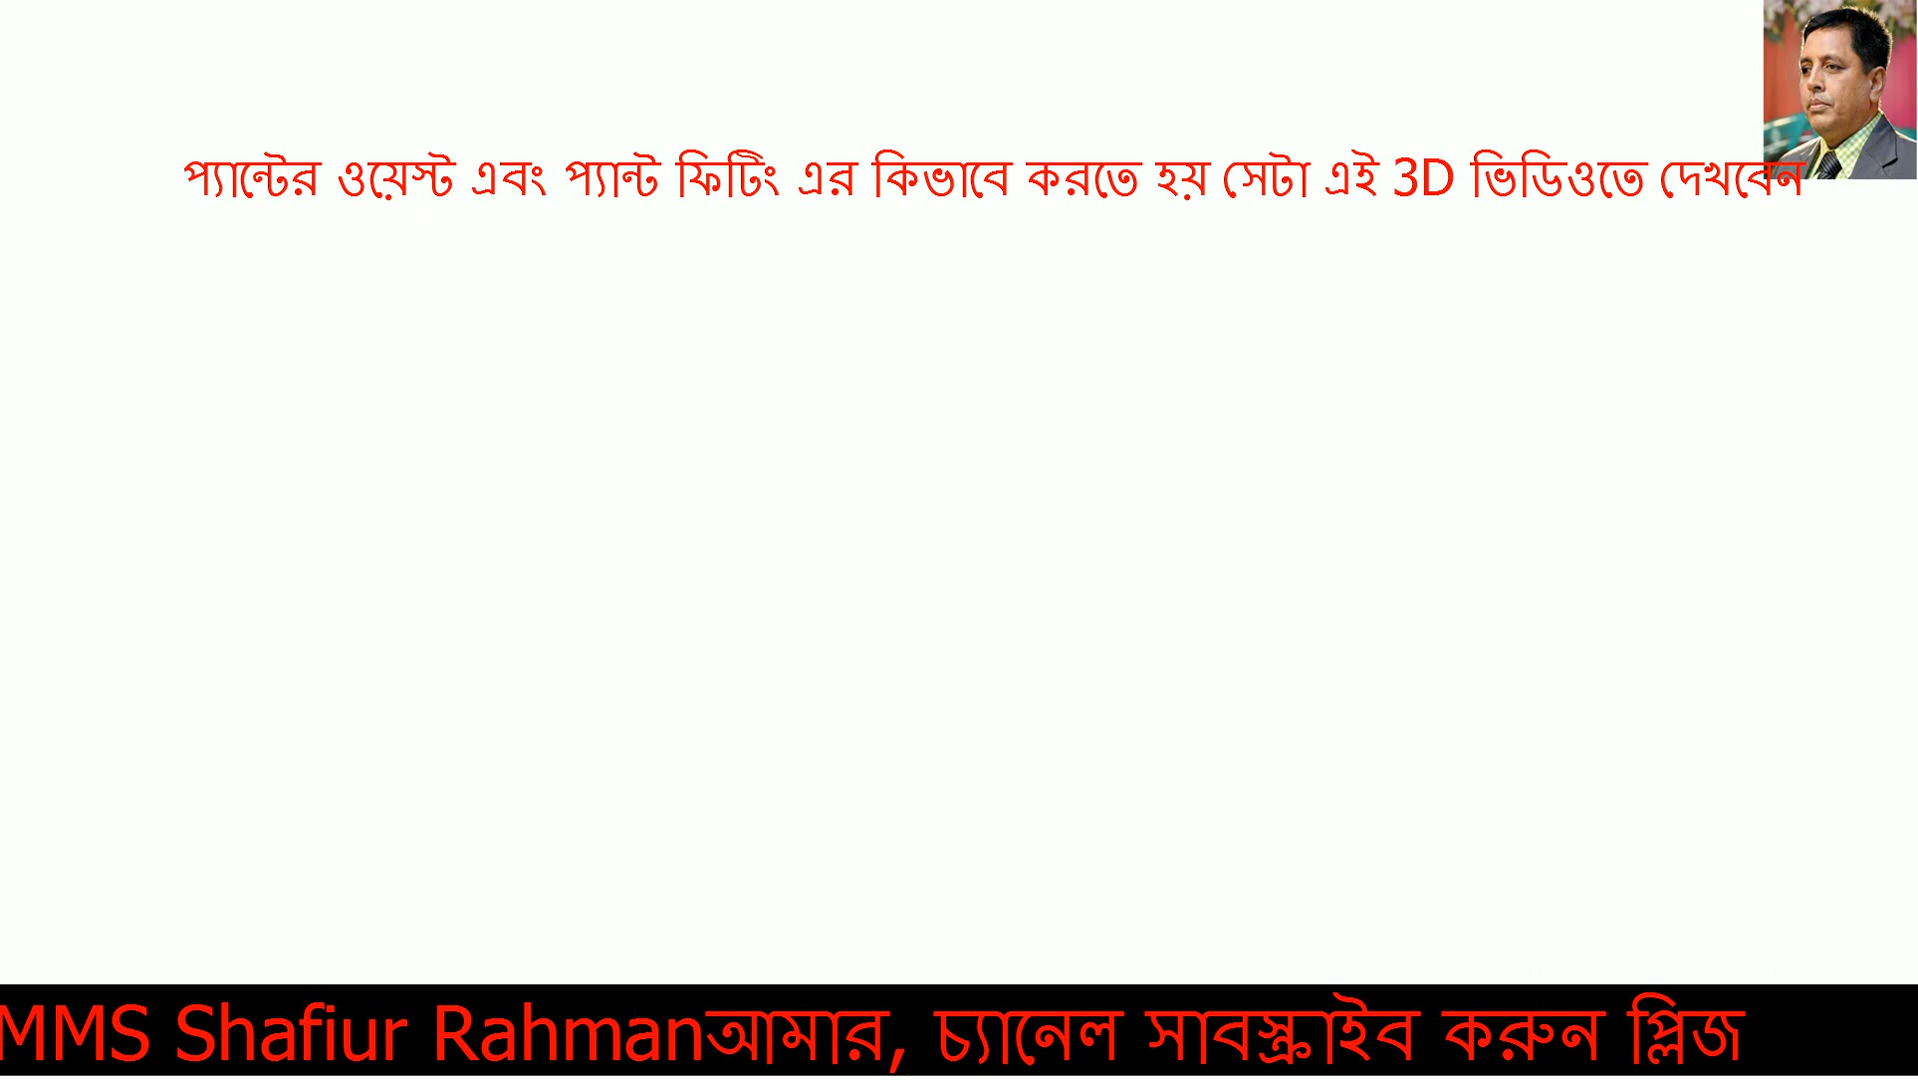 প্যান্টের ওয়েস্ট এবং প্যান্ট ফিটিং এর কিভাবে করতে হয় সেটা এই 3D ভিডিওতে দেখবেন
MMS Shafiur Rahmanআমার, চ্যানেল সাবস্ক্রাইব করুন প্লিজ